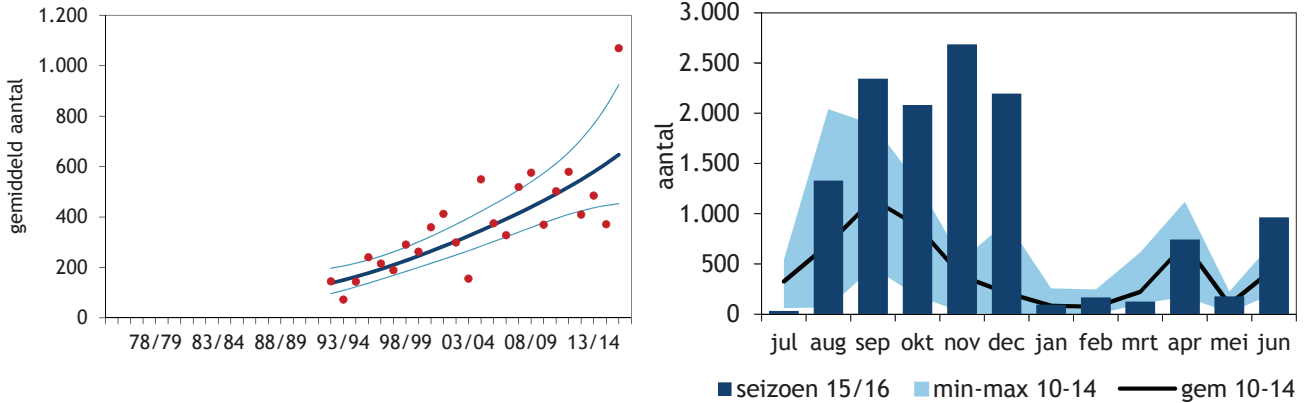 gemiddeld aantal
1.200
1.000
800
600
400
200
0
78/79 83/84 88/89 93/94 98/99 03/04 08/09 13/14
aantal
3.000
2.500
2.000
1.500
1.000
500
0
jul aug sep okt nov dec jan feb mrt apr mei jun
seizoen 15/16 min-max 10-14 gem 10-14